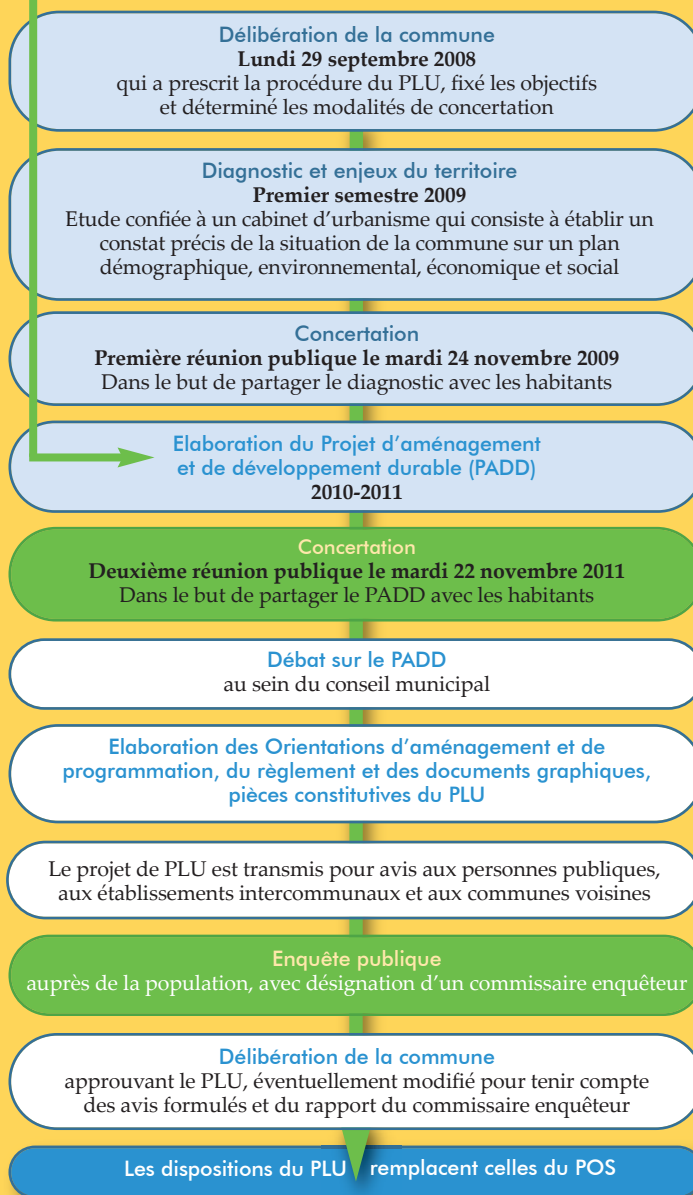 Délibération de la commune
Lundi 29 septembre 2008
qui a prescrit la procédure du PLU, fixé les objectifs
et déterminé les modalités de concertation
Diagnostic et enjeux du territoire
Premier semestre 2009
Etude confiée à un cabinet d'urbanisme qui consiste à établir un
constat précis de la situation de la commune sur un plan
démographique, environnemental, économique et social
Concertation
Première réunion publique le mardi 24 novembre 2009
Dans le but de partager le diagnostic avec les habitants
Elaboration du Projet d'aménagement
et de développement durable (PADD)
2010-2011
Concertation
Deuxième réunion publique le mardi 22 novembre 2011
Dans le but de partager le PADD avec les habitants
Débat sur le PADD
au sein du conseil municipal
Elaboration des Orientations d'aménagement et de
programmation, du règlement et des documents graphiques,
pièces constitutives du PLU
Le projet de PLU est transmis pour avis aux personnes publiques,
aux établissements intercommunaux et aux communes voisines
Enquête publique
auprès de la population, avec désignation d'un commissaire enquêteur
Délibération de la commune
approuvant le PLU, éventuellement modifié pour tenir compte
des avis formulés et du rapport du commissaire enquêteur
Les dispositions du PLU remplacent celles du POS